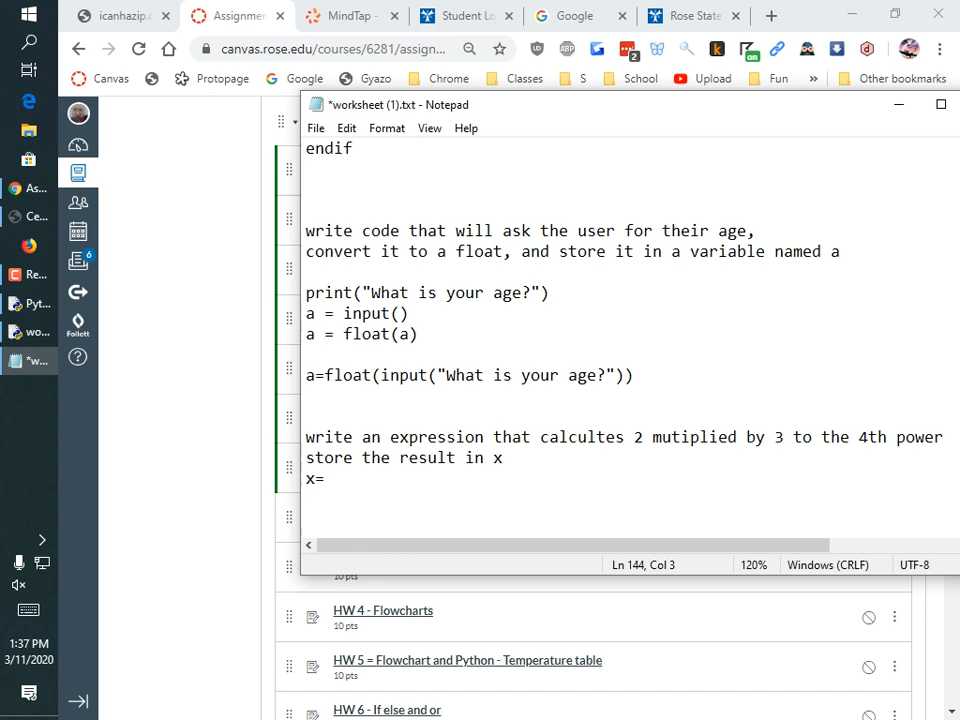 icanhazip.c
Assignmen
MindTap -
Student Lo
Google
Rose State
canvas.rose.edu/courses/6281/assign...
2
on
Canvas
Protopage
Google
Gyazo
Chrome
Classes
S
School
Upload
Fun
»
Other bookmarks
*worksheet (1).txt - Notepad
File Edit Format View Help
endif
write code that will ask the user for their age,
convert it to a float, and store it in a variable named a
print("What is your age?")
a = input()
a = float(a)
a=float(input("What is your age?"))
write an expression that calcultes 2 mutiplied by 3 to the 4th power
store the result in x
x=
Ln 144, Col 3
120%
Windows (CRLF)
UTF-8
10 pts
HW 4 - Flowcharts
10 pts
HW 5 = Flowchart and Python - Temperature table
10 pts
HW 6 - If else and or
As...
Ce...
Re...
Pyt...
wo...
*w...
6
Follett
1:37 PM
3/11/2020